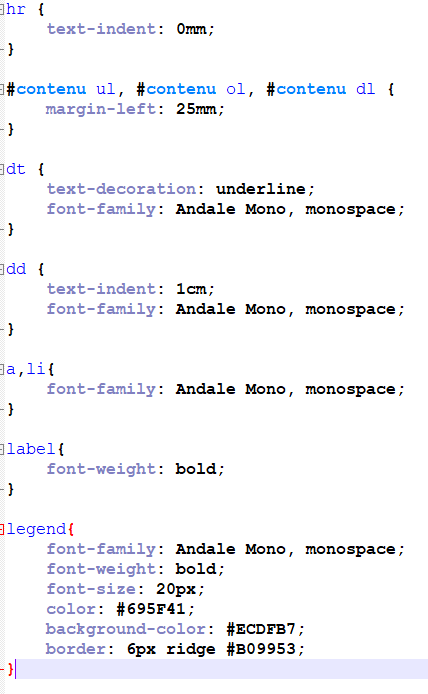 hr {
    text-indent: 0mm;
}

#contenu ul, #contenu ol, #contenu dl {
    margin-left: 25mm;
}

dt {
    text-decoration: underline;
    font-family: Andale Mono, monospace;
}

dd {
    text-indent: 1cm;
    font-family: Andale Mono, monospace;
}

a,li{
    font-family: Andale Mono, monospace;
}

label{
    font-weight: bold;
}

legend{
    font-family: Andale Mono, monospace;
    font-weight: bold;
    font-size: 20px;
    color: #695F41;
    background-color: #ECDFB7;
    border: 6px ridge #B09953;
}